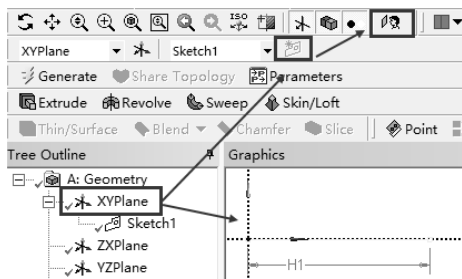 ISO
XYPlane Sketch1
Generate Share Topology Parameters
Extrude Revolve Sweep Skin/Loft
Thin/Surface Blend Chamfer Slice Point
Tree Outline Graphics
A: Geometry
XYPlane
Sketch1
ZXPlane
YZPlane
H1